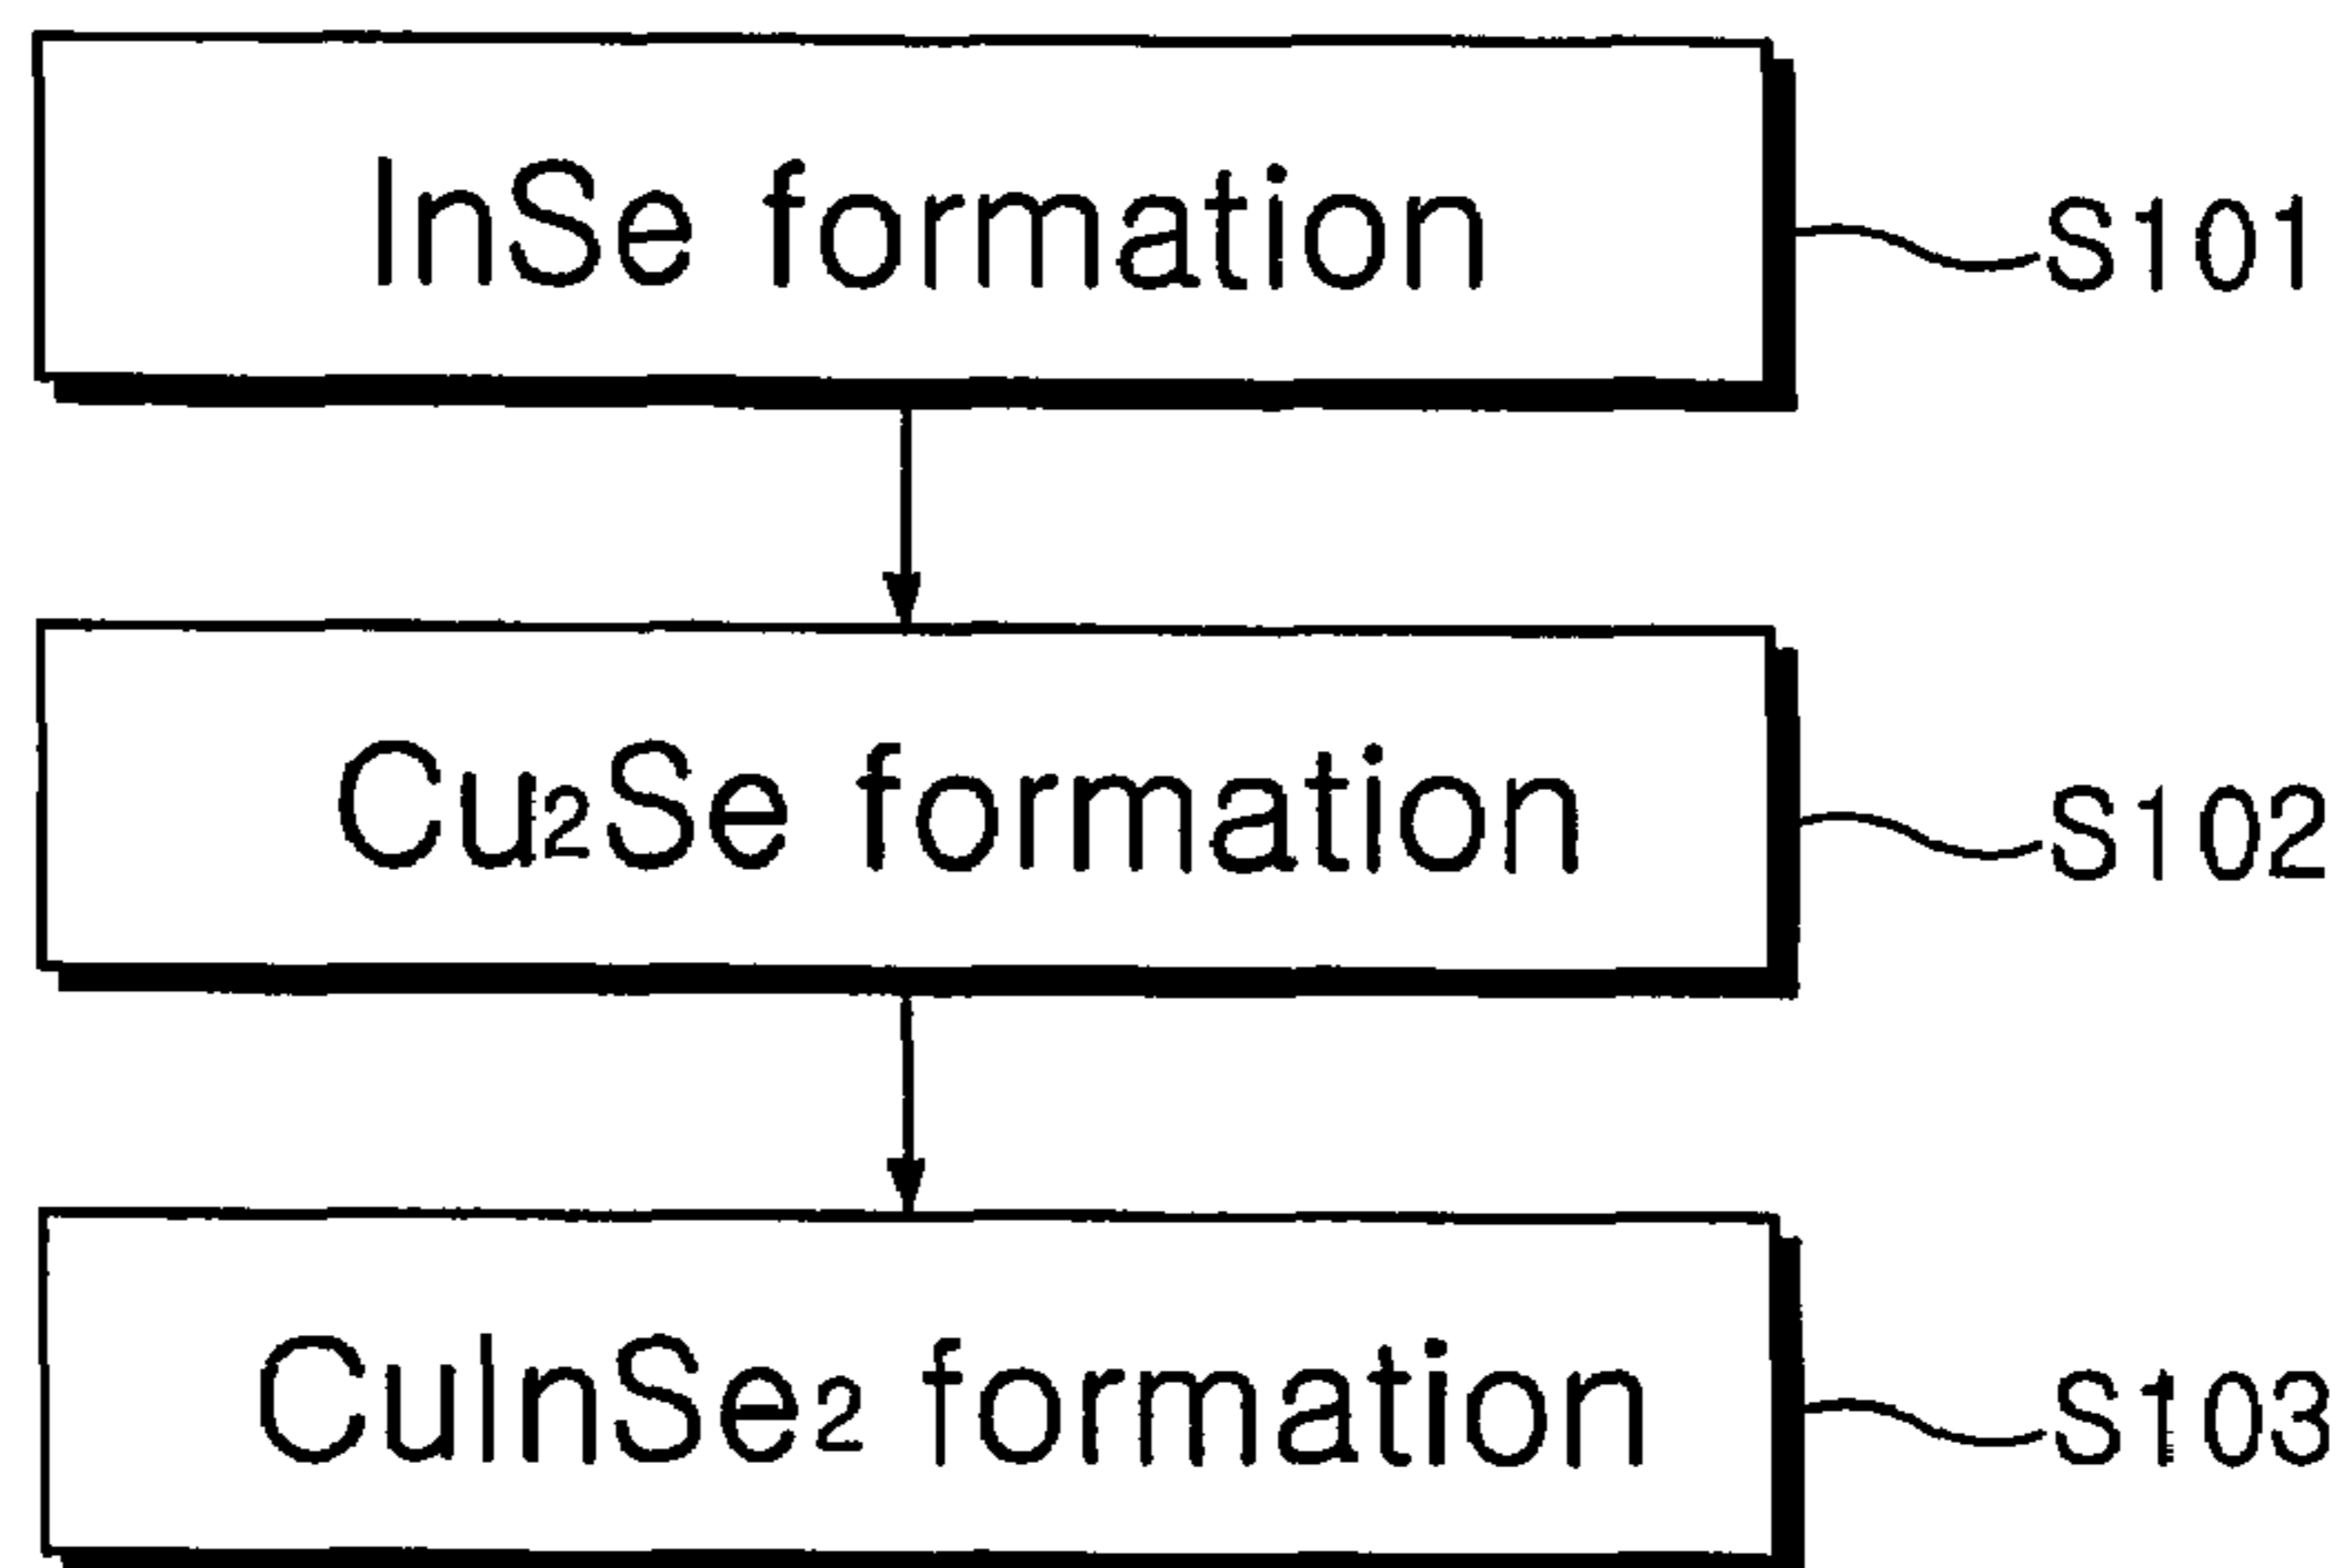 InSe formation S101
Cu₂Se formation S102
CuInSe₂ formation S103